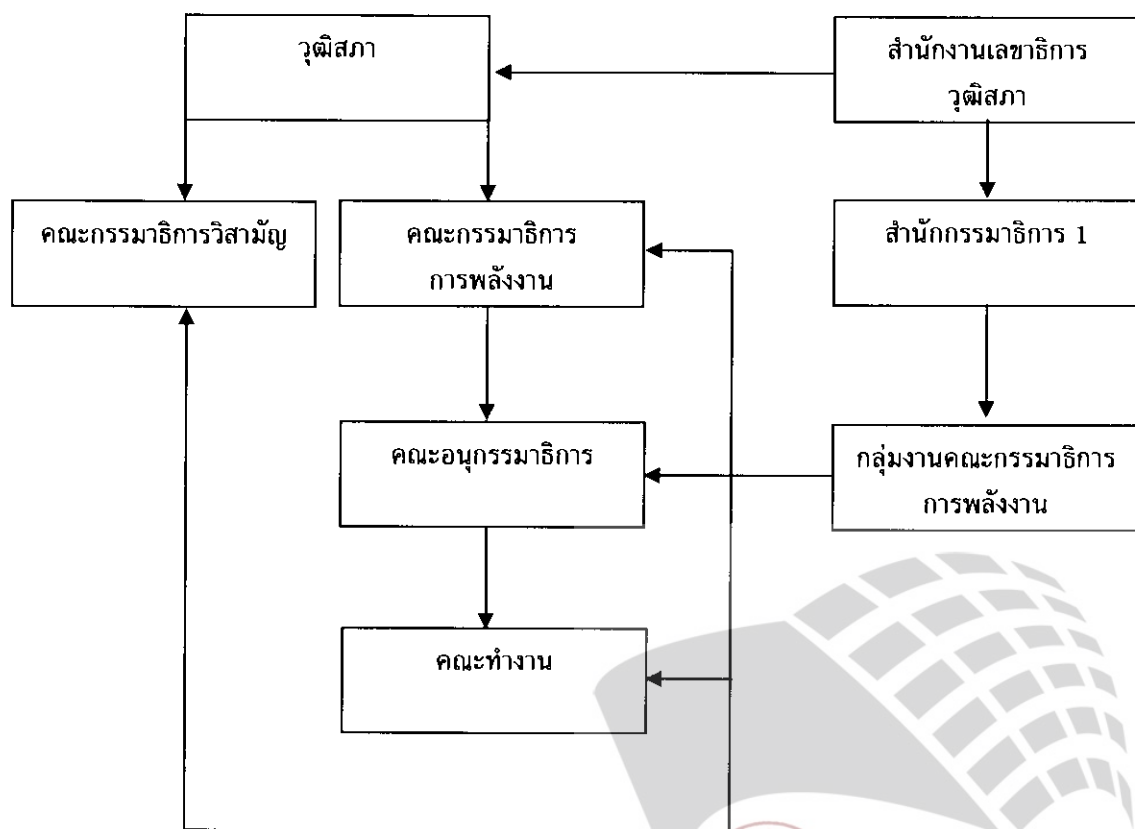 วุฒิสภา
สำนักงานเลขาธิการ
วุฒิสภา
คณะกรรมาธิการวิสามัญ
คณะกรรมาธิการ
การพลังงาน
สำนักกรรมาธิการ 1
คณะอนุกรรมาธิการ
กลุ่มงานคณะกรรมาธิการ
การพลังงาน
คณะทำงาน